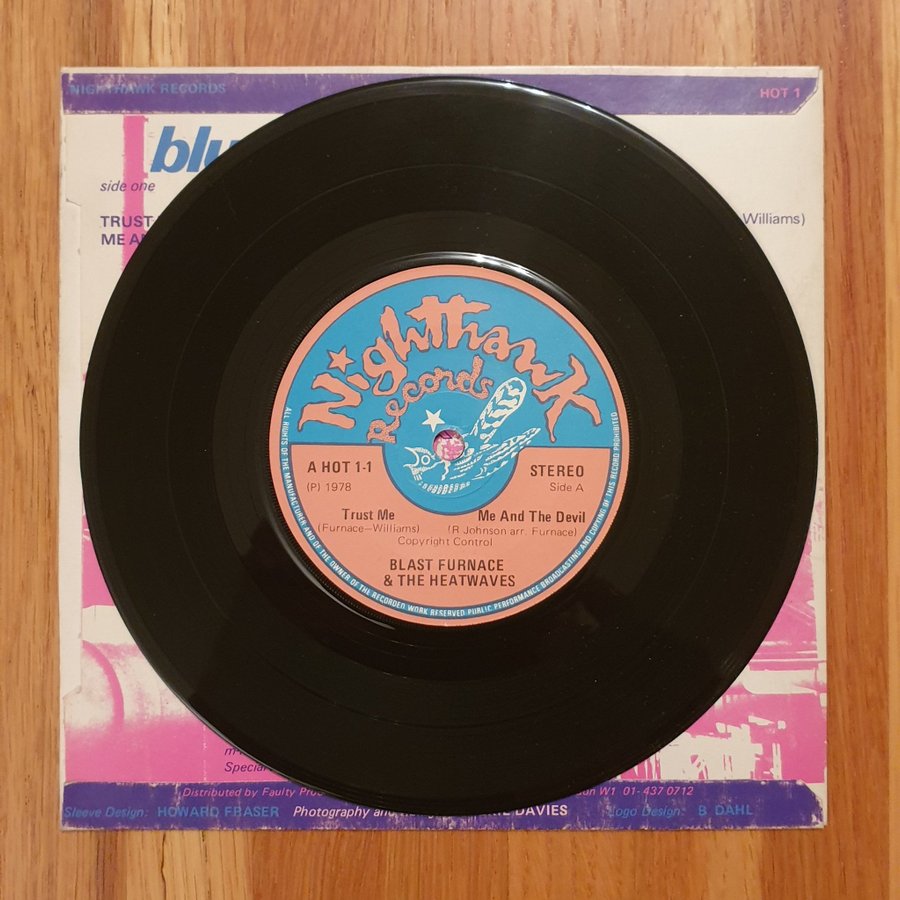 NIGHTHAWK RECORDS HOT 1
blu
side one
TRUST Williams)
ME A
Nighthawk
Records
A HOT 1-1 STEREO
(P) 1978 Side A
Trust Me Me And The Devil
(Furnace—Williams) (R Johnson arr. Furnace)
Copyright Control
BLAST FURNACE
& THE HEATWAVES
ALL RIGHTS OF THE MANUFACTURER AND OF THE OWNER OF THE RECORDED WORK RESERVED PUBLIC PERFORMANCE BROADCASTING AND COPYING OF THIS RECORD PROHIBITED
Special
Distributed by Faulty Pro W1 01-437 0712
Sleeve Design: HOWARD FRASER Photography and DAVIES Logo Design: B. DAHL